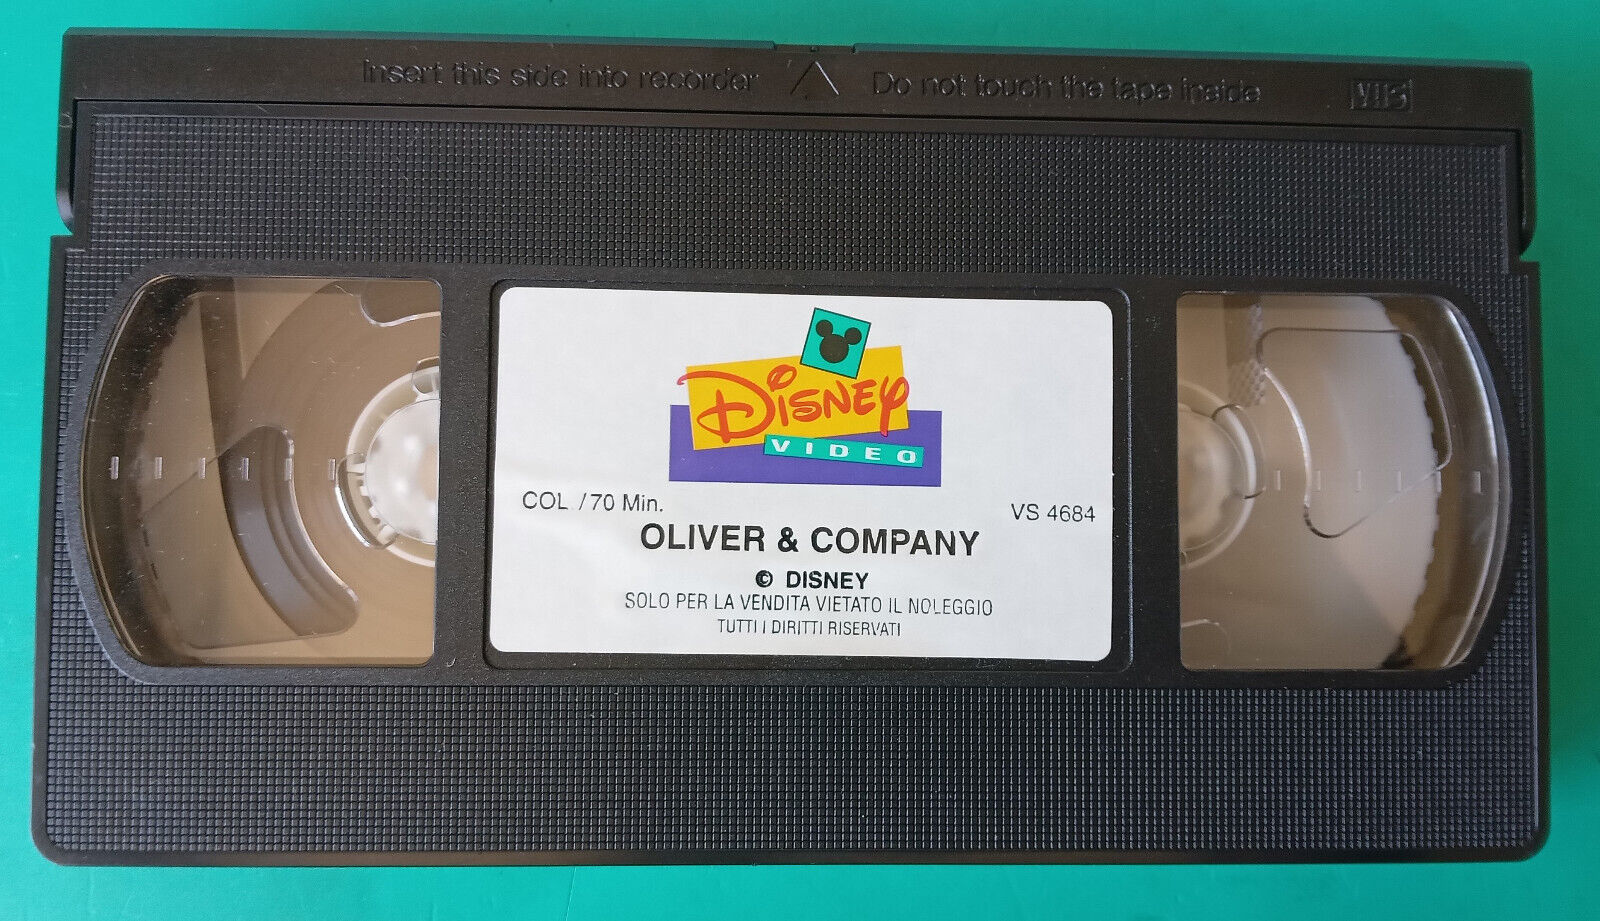 Insert this side into recorder Do not touch the tape inside VHS
DISNEY
VIDEO
COL /70 Min. VS 4684
OLIVER & COMPANY
© DISNEY
SOLO PER LA VENDITA VIETATO IL NOLEGGIO
TUTTI I DIRITTI RISERVATI